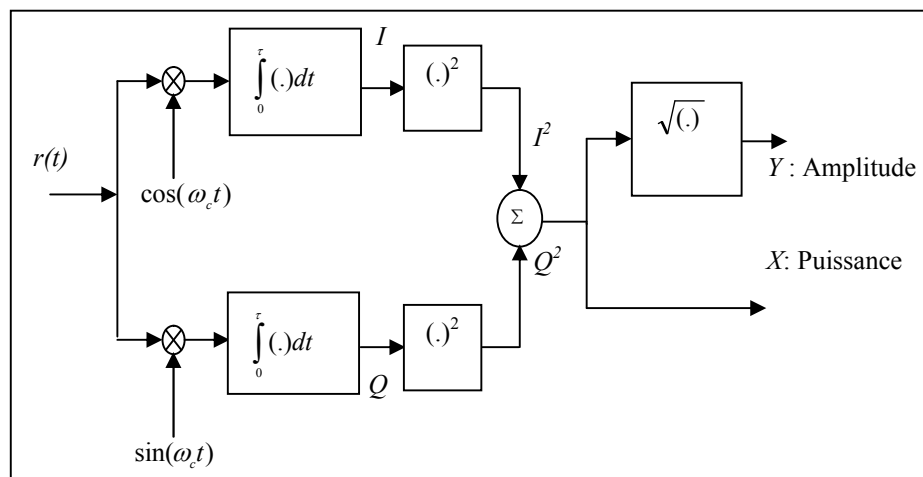 r(t)
cos(ω_c t)
∫₀^τ (.)dt
I
(.)²
I²
Σ
√(.)
Y : Amplitude
X: Puissance
Q²
∫₀^τ (.)dt
Q
(.)²
sin(ω_c t)